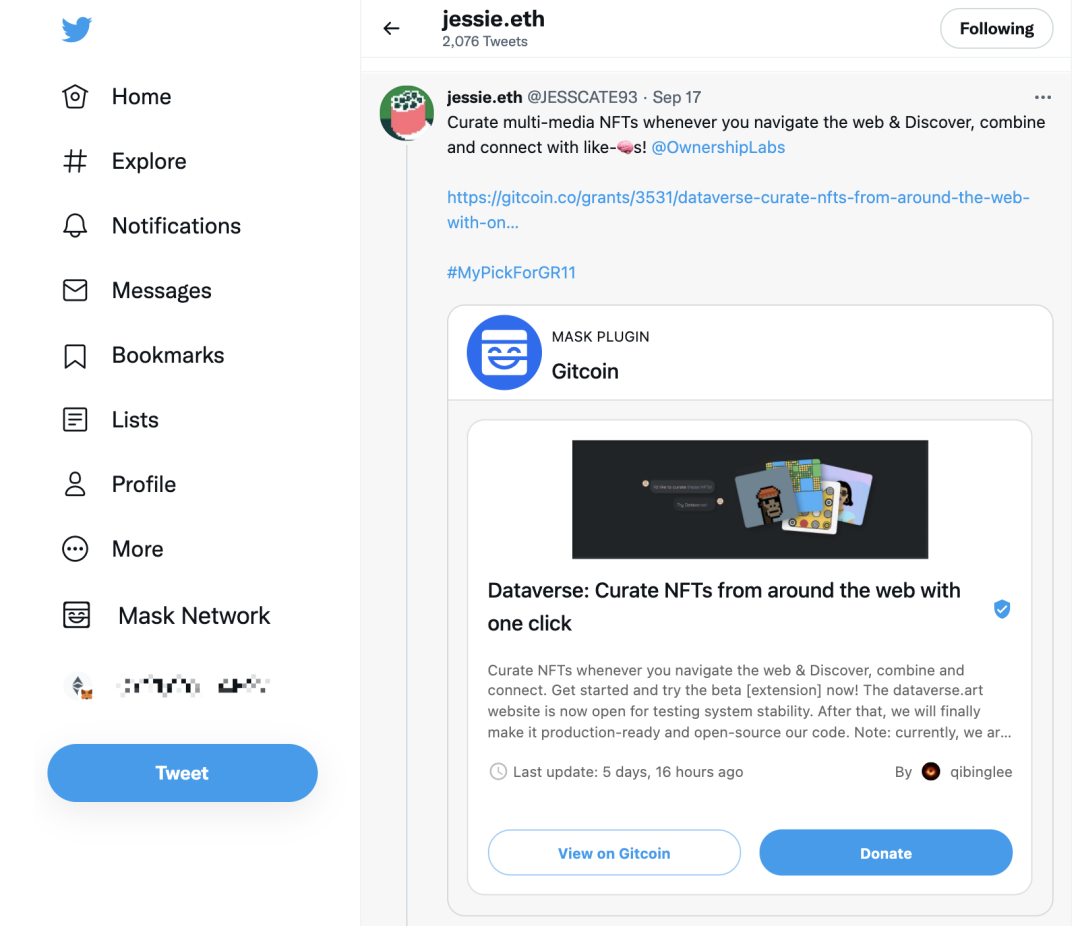 jessie.eth
2,076 Tweets
Following
Home
Explore
Notifications
Messages
Bookmarks
Lists
Profile
More
Mask Network
Tweet
jessie.eth @JESSCATE93 · Sep 17
Curate multi-media NFTs whenever you navigate the web & Discover, combine
and connect with like-🧠s! @OwnershipLabs
https://gitcoin.co/grants/3531/dataverse-curate-nfts-from-around-the-web-
with-on...
#MyPickForGR11
MASK PLUGIN
Gitcoin
Dataverse: Curate NFTs from around the web with
one click
Curate NFTs whenever you navigate the web & Discover, combine and
connect. Get started and try the beta [extension] now! The dataverse.art
website is now open for testing system stability. After that, we will finally
make it production-ready and open-source our code. Note: currently, we ar...
Last update: 5 days, 16 hours ago
By qibinglee
View on Gitcoin
Donate